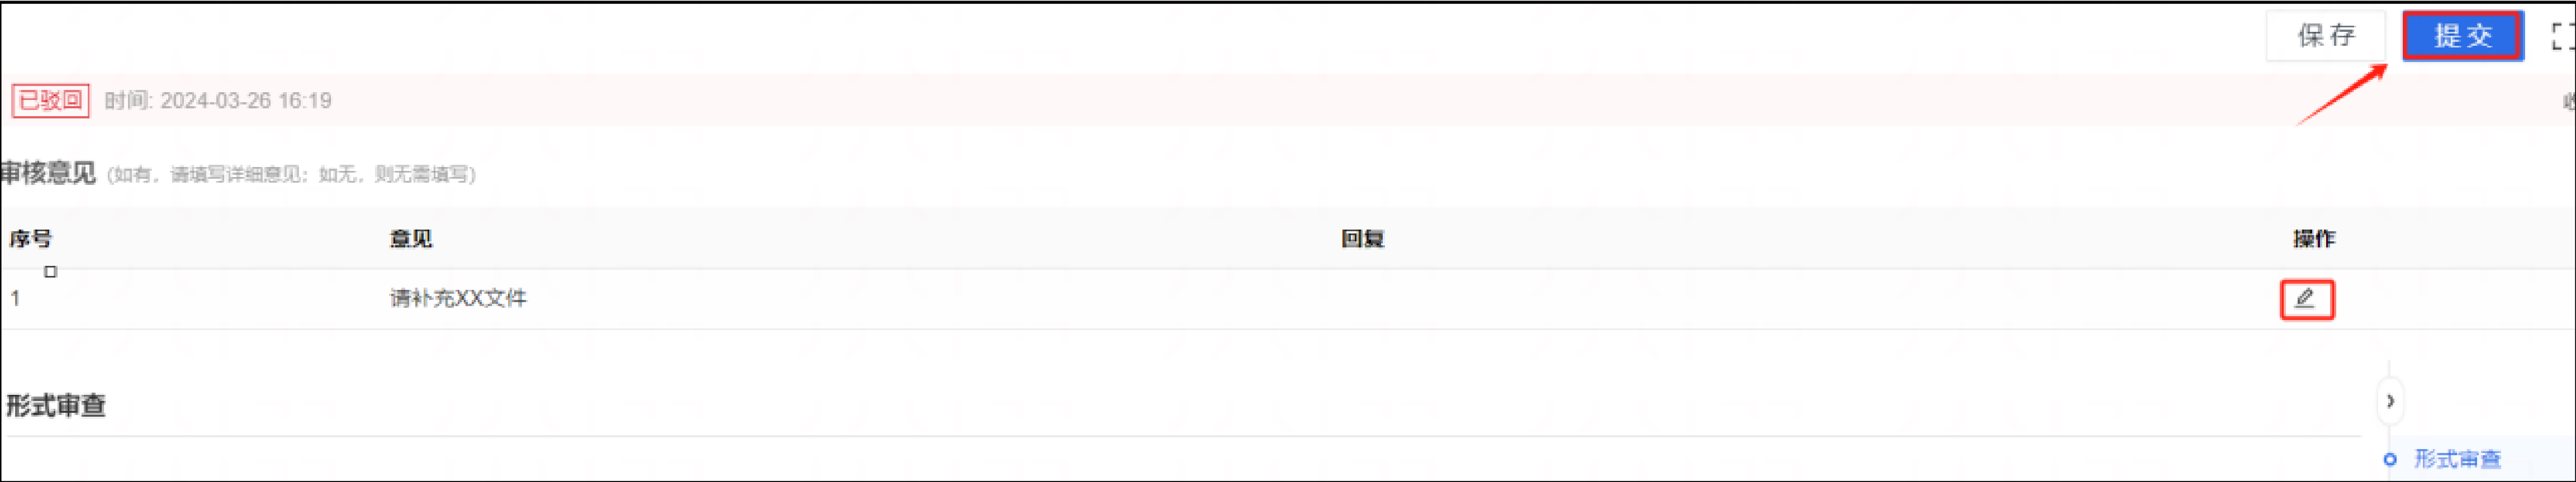 保存 提交
已驳回 时间: 2024-03-26 16:19
审核意见 (如有，请填写详细意见；如无，则无需填写)
序号 意见 回复 操作
1 请补充XX文件
形式审查
形式审查